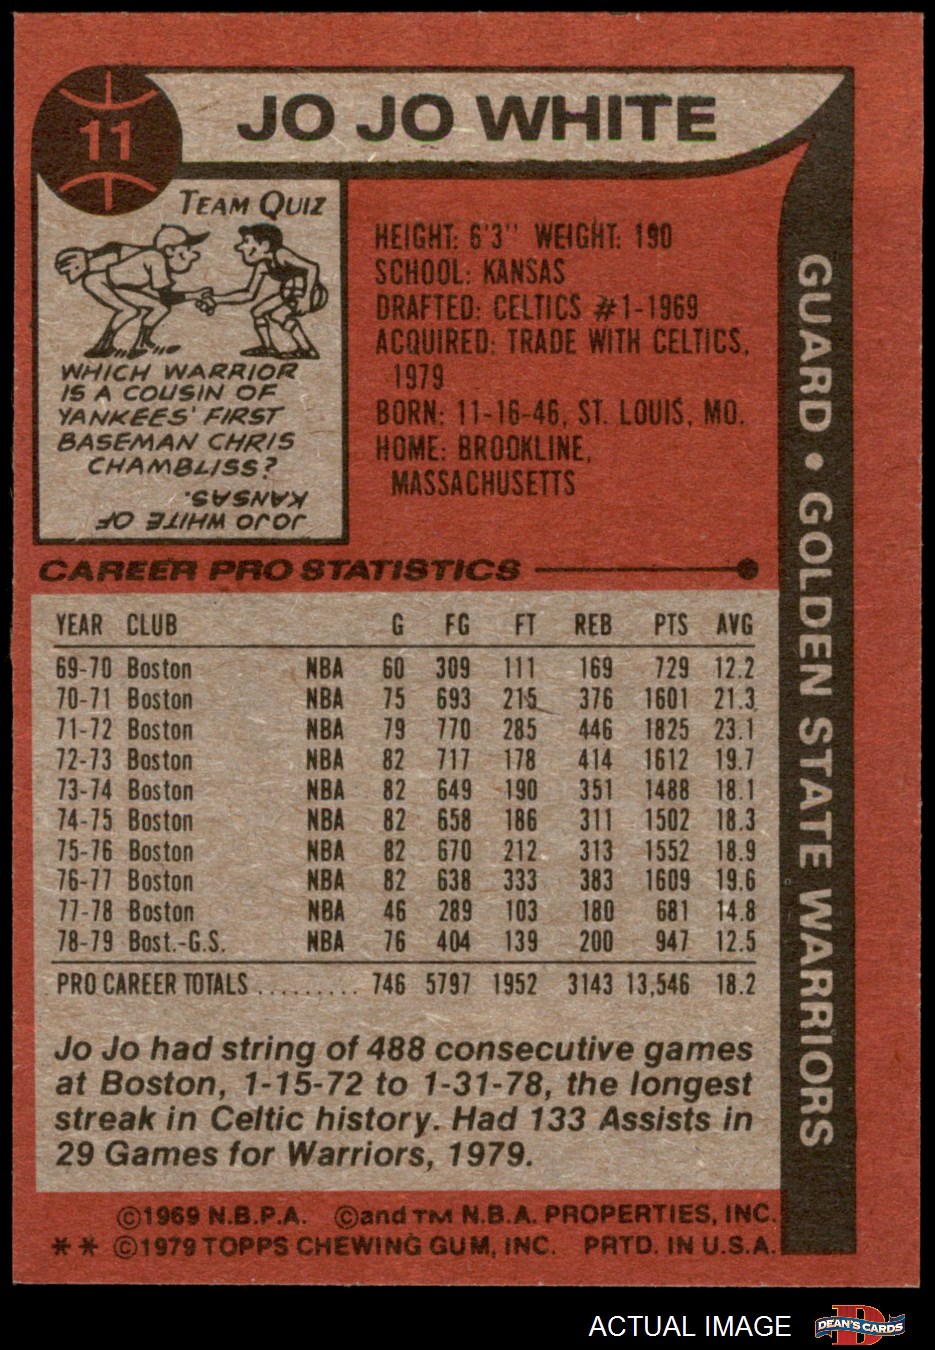 11
JO JO WHITE
TEAM QUIZ
WHICH WARRIOR
IS A COUSIN OF
YANKEES' FIRST
BASEMAN CHRIS
CHAMBLISS?
JOJO WHITE OF
KANSAS.
HEIGHT: 6'3" WEIGHT: 190
SCHOOL: KANSAS
DRAFTED: CELTICS #1-1969
ACQUIRED: TRADE WITH CELTICS,
1979
BORN: 11-16-46, ST. LOUIS, MO.
HOME: BROOKLINE,
MASSACHUSETTS
GUARD • GOLDEN STATE WARRIORS
CAREER PRO STATISTICS
YEAR CLUB G FG FT REB PTS AVG
69-70 Boston NBA 60 309 111 169 729 12.2
70-71 Boston NBA 75 693 215 376 1601 21.3
71-72 Boston NBA 79 770 285 446 1825 23.1
72-73 Boston NBA 82 717 178 414 1612 19.7
73-74 Boston NBA 82 649 190 351 1488 18.1
74-75 Boston NBA 82 658 186 311 1502 18.3
75-76 Boston NBA 82 670 212 313 1552 18.9
76-77 Boston NBA 82 638 333 383 1609 19.6
77-78 Boston NBA 46 289 103 180 681 14.8
78-79 Bost.-G.S. NBA 76 404 139 200 947 12.5
PRO CAREER TOTALS .......... 746 5797 1952 3143 13,546 18.2
Jo Jo had string of 488 consecutive games
at Boston, 1-15-72 to 1-31-78, the longest
streak in Celtic history. Had 133 Assists in
29 Games for Warriors, 1979.
©1969 N.B.P.A. ©and TM N.B.A. PROPERTIES, INC.
** ©1979 TOPPS CHEWING GUM, INC. PRTD. IN U.S.A.
ACTUAL IMAGE
D
DEAN'S CARDS